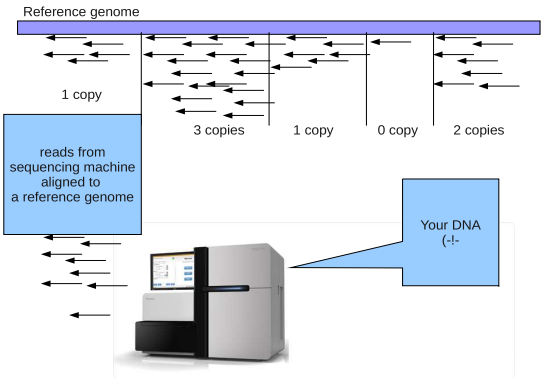 Reference genome
1 copy
3 copies
1 copy
0 copy
2 copies
reads from
sequencing machine
aligned to
a reference genome
Your DNA
(-!-